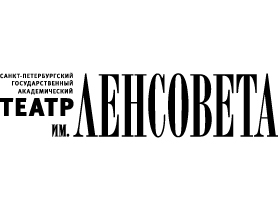 САНКТ-ПЕТЕРБУРГСКИЙ
ГОСУДАРСТВЕННЫЙ
АКАДЕМИЧЕСКИЙ
ТЕАТР
ИМ. ЛЕНСОВЕТА